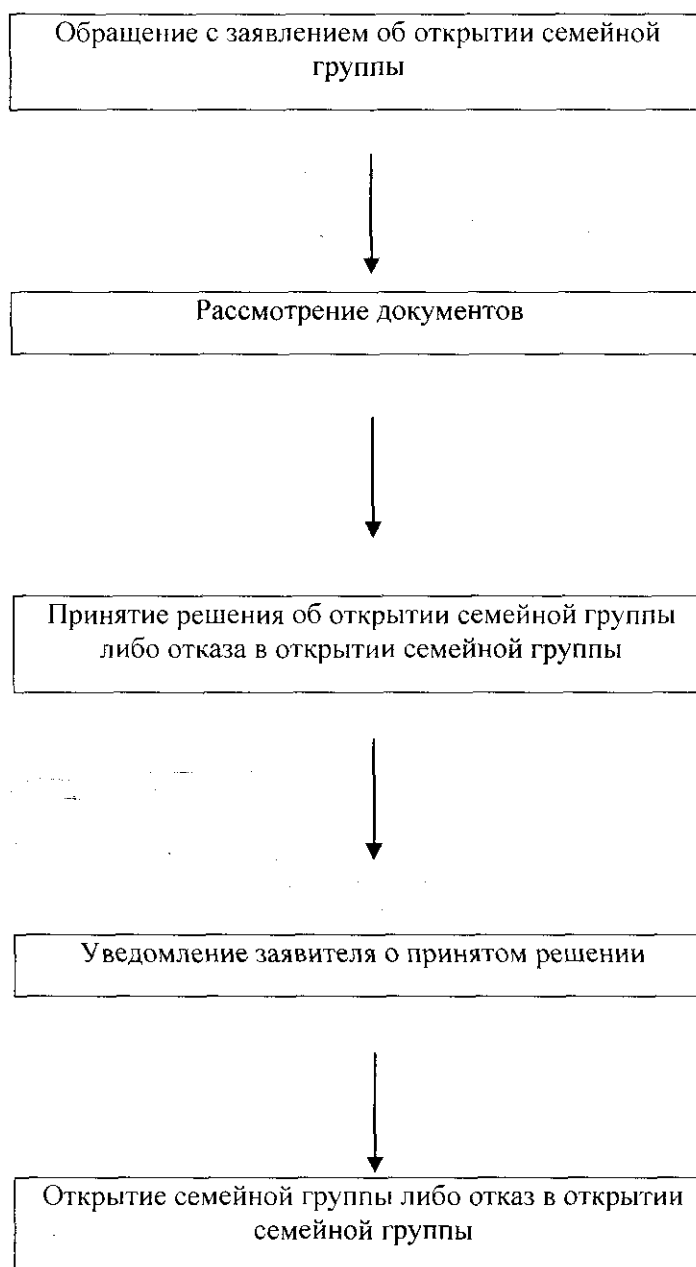 Обращение с заявлением об открытии семейной
группы
Рассмотрение документов
Принятие решения об открытии семейной группы
либо отказа в открытии семейной группы
Уведомление заявителя о принятом решении
Открытие семейной группы либо отказ в открытии
семейной группы